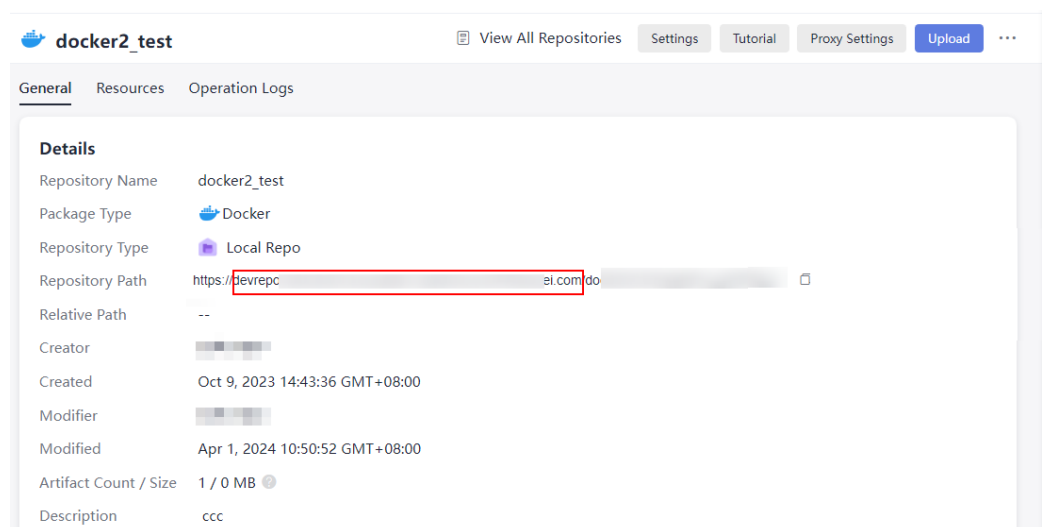 docker2_test View All Repositories Settings Tutorial Proxy Settings Upload ...
General Resources Operation Logs
Details
Repository Name docker2_test
Package Type Docker
Repository Type Local Repo
Repository Path https://devrepo ei.com/do
Relative Path --
Creator
Created Oct 9, 2023 14:43:36 GMT+08:00
Modifier
Modified Apr 1, 2024 10:50:52 GMT+08:00
Artifact Count / Size 1 / 0 MB ?
Description ccc